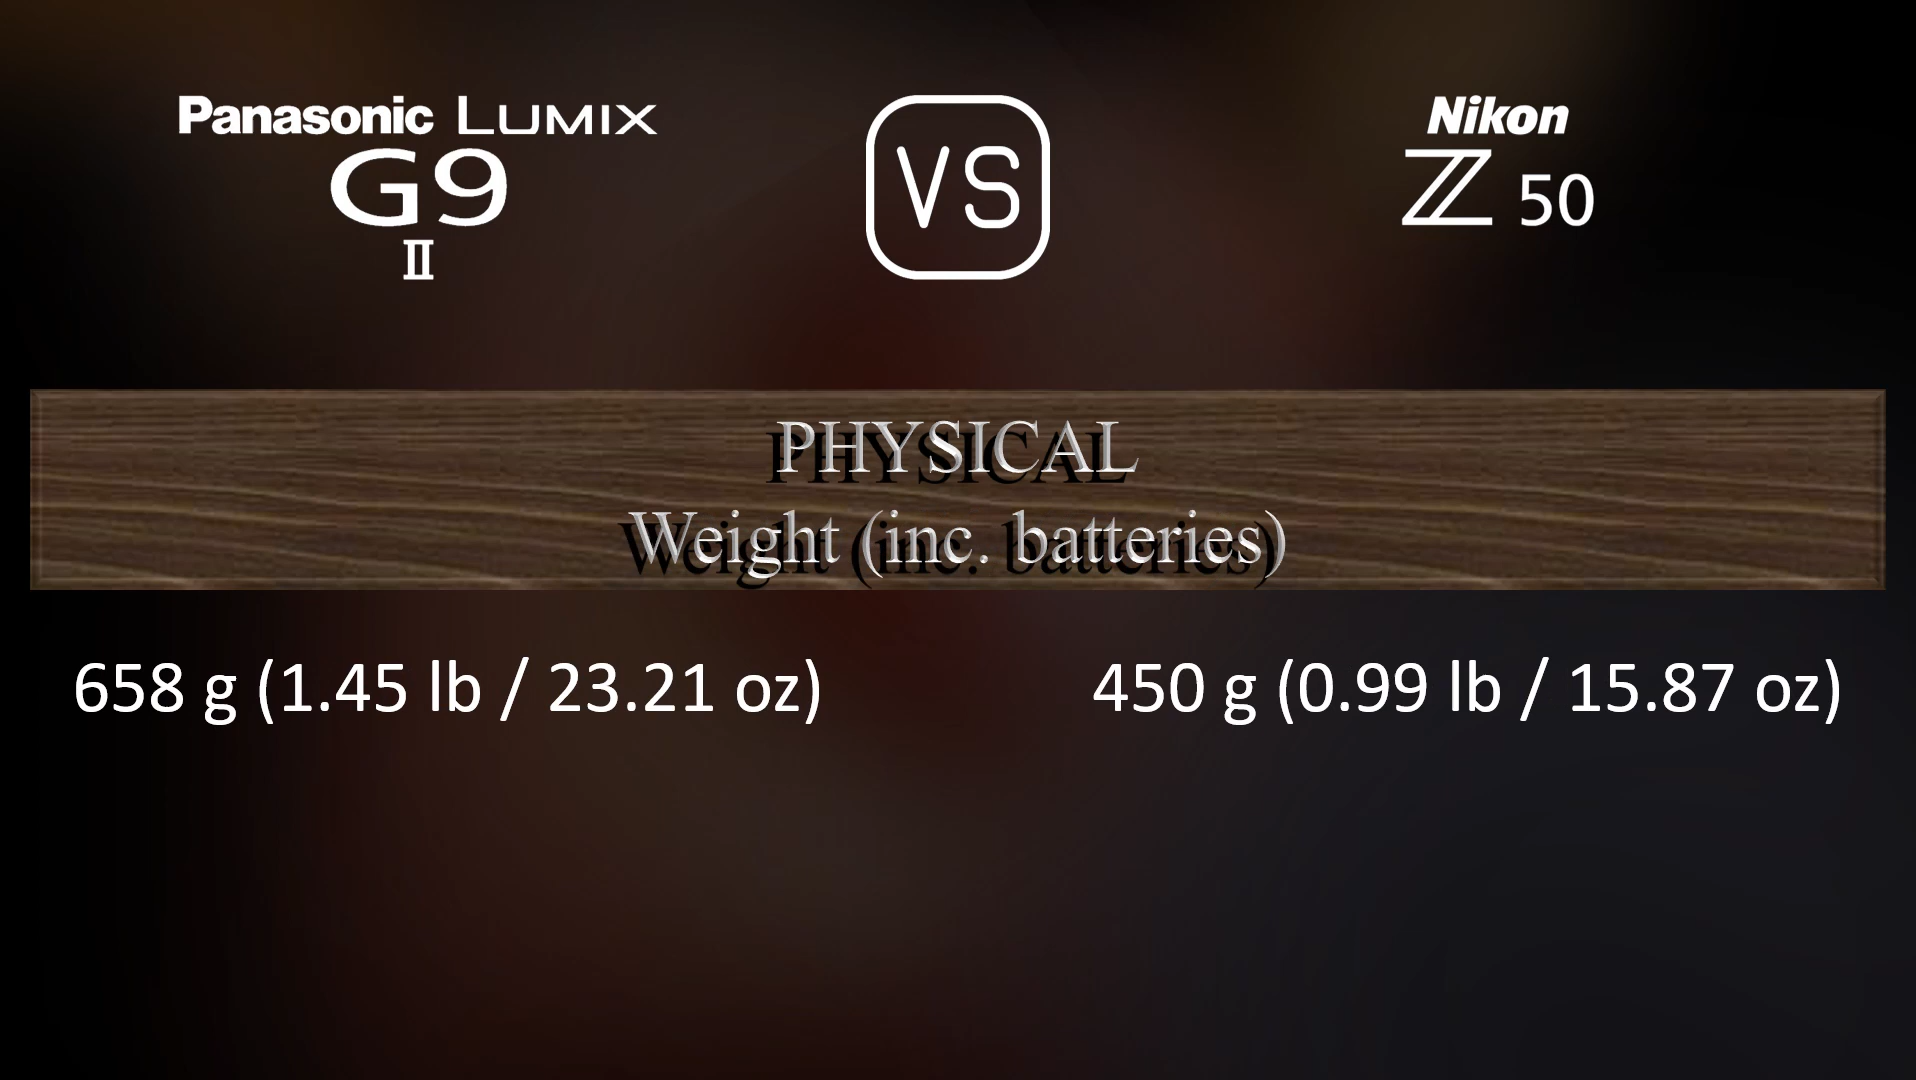 Panasonic LUMIX
G9
II
VS
Nikon
Z 50
PHYSICAL
Weight (inc. batteries)
658 g (1.45 lb / 23.21 oz)
450 g (0.99 lb / 15.87 oz)